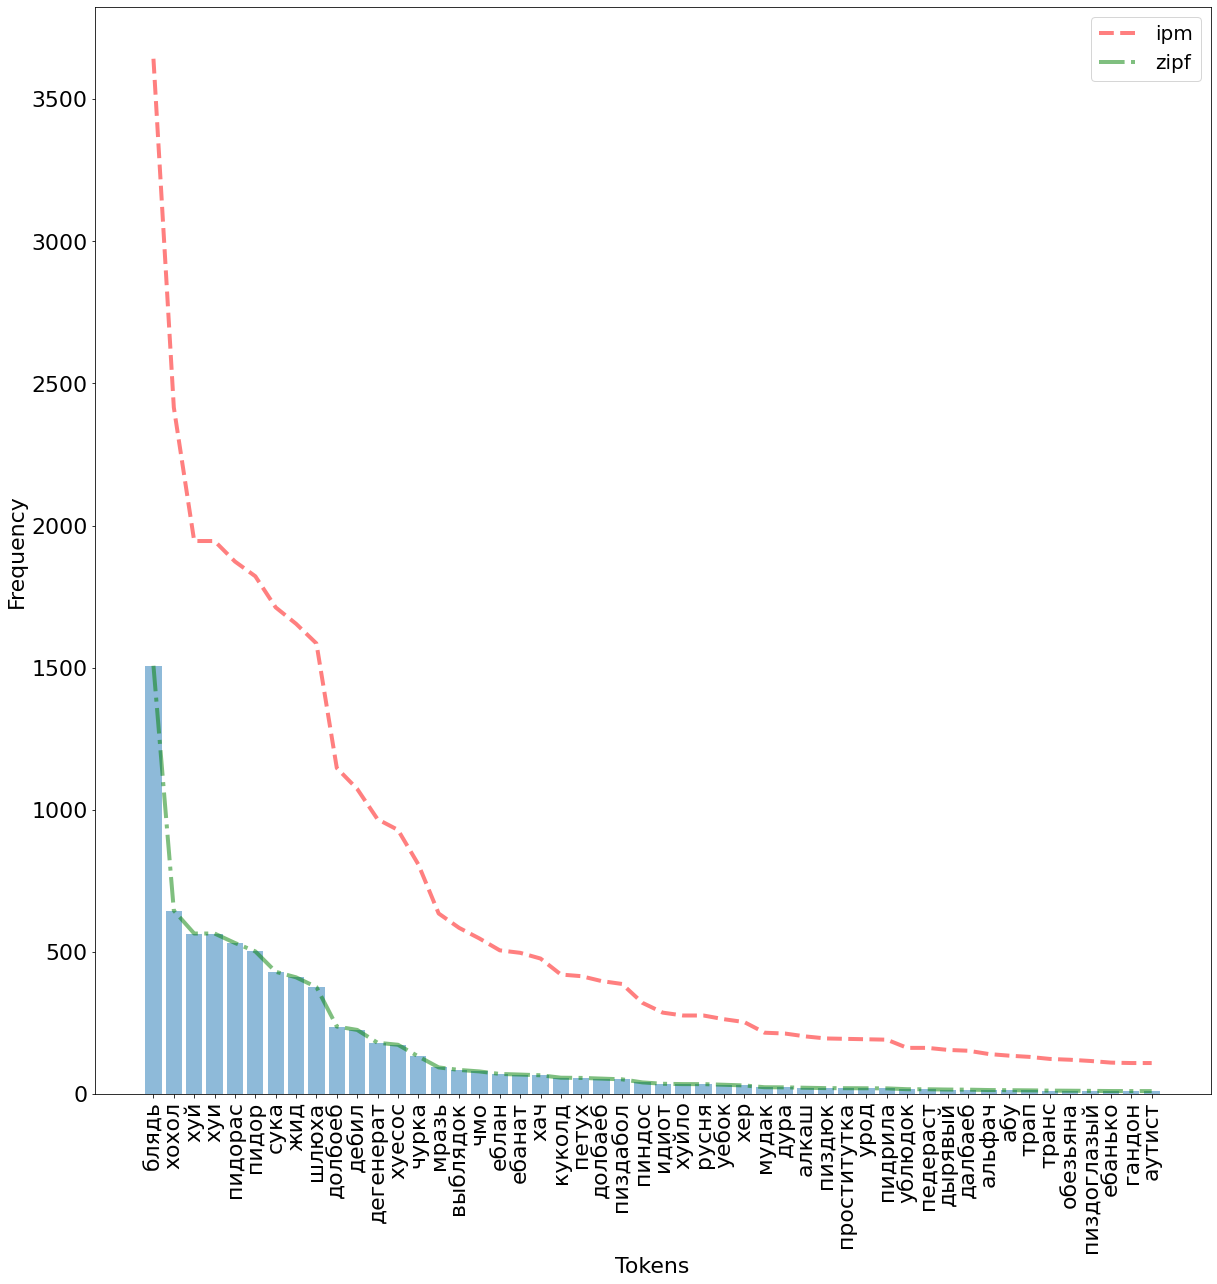 ipm
zipf
3500
3000
2500
2000
1500
1000
500
0
Frequency
блядь
хохол
хуй
хуи
пидорас
пидор
сука
жид
шлюха
долбоеб
дебил
дегенерат
хуесос
чурка
мразь
выблядок
чмо
еблан
ебанат
хач
куколд
петух
долбаеб
пиздабол
пиндос
идиот
хуйло
русня
уебок
хер
мудак
дура
алкаш
пиздюк
проститутка
урод
пидрила
ублюдок
педераст
дырявый
далбаеб
альфач
абу
трап
транс
обезьяна
пиздоглазый
ебанько
гандон
аутист
Tokens